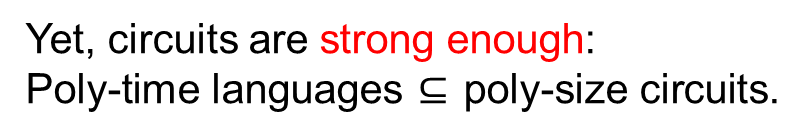 Yet, circuits are strong enough:
Poly-time languages ⊆ poly-size circuits.